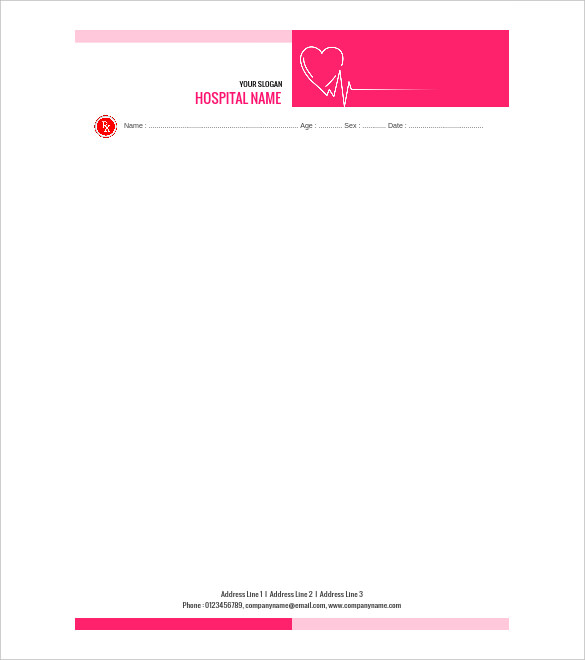 YOUR SLOGAN
HOSPITAL NAME
Rx
Name : ........................................................................... Age : ............ Sex : ............ Date : .....................................
Address Line 1 | Address Line 2 | Address Line 3
Phone : 0123456789, companyname@email.com, www.companyname.com